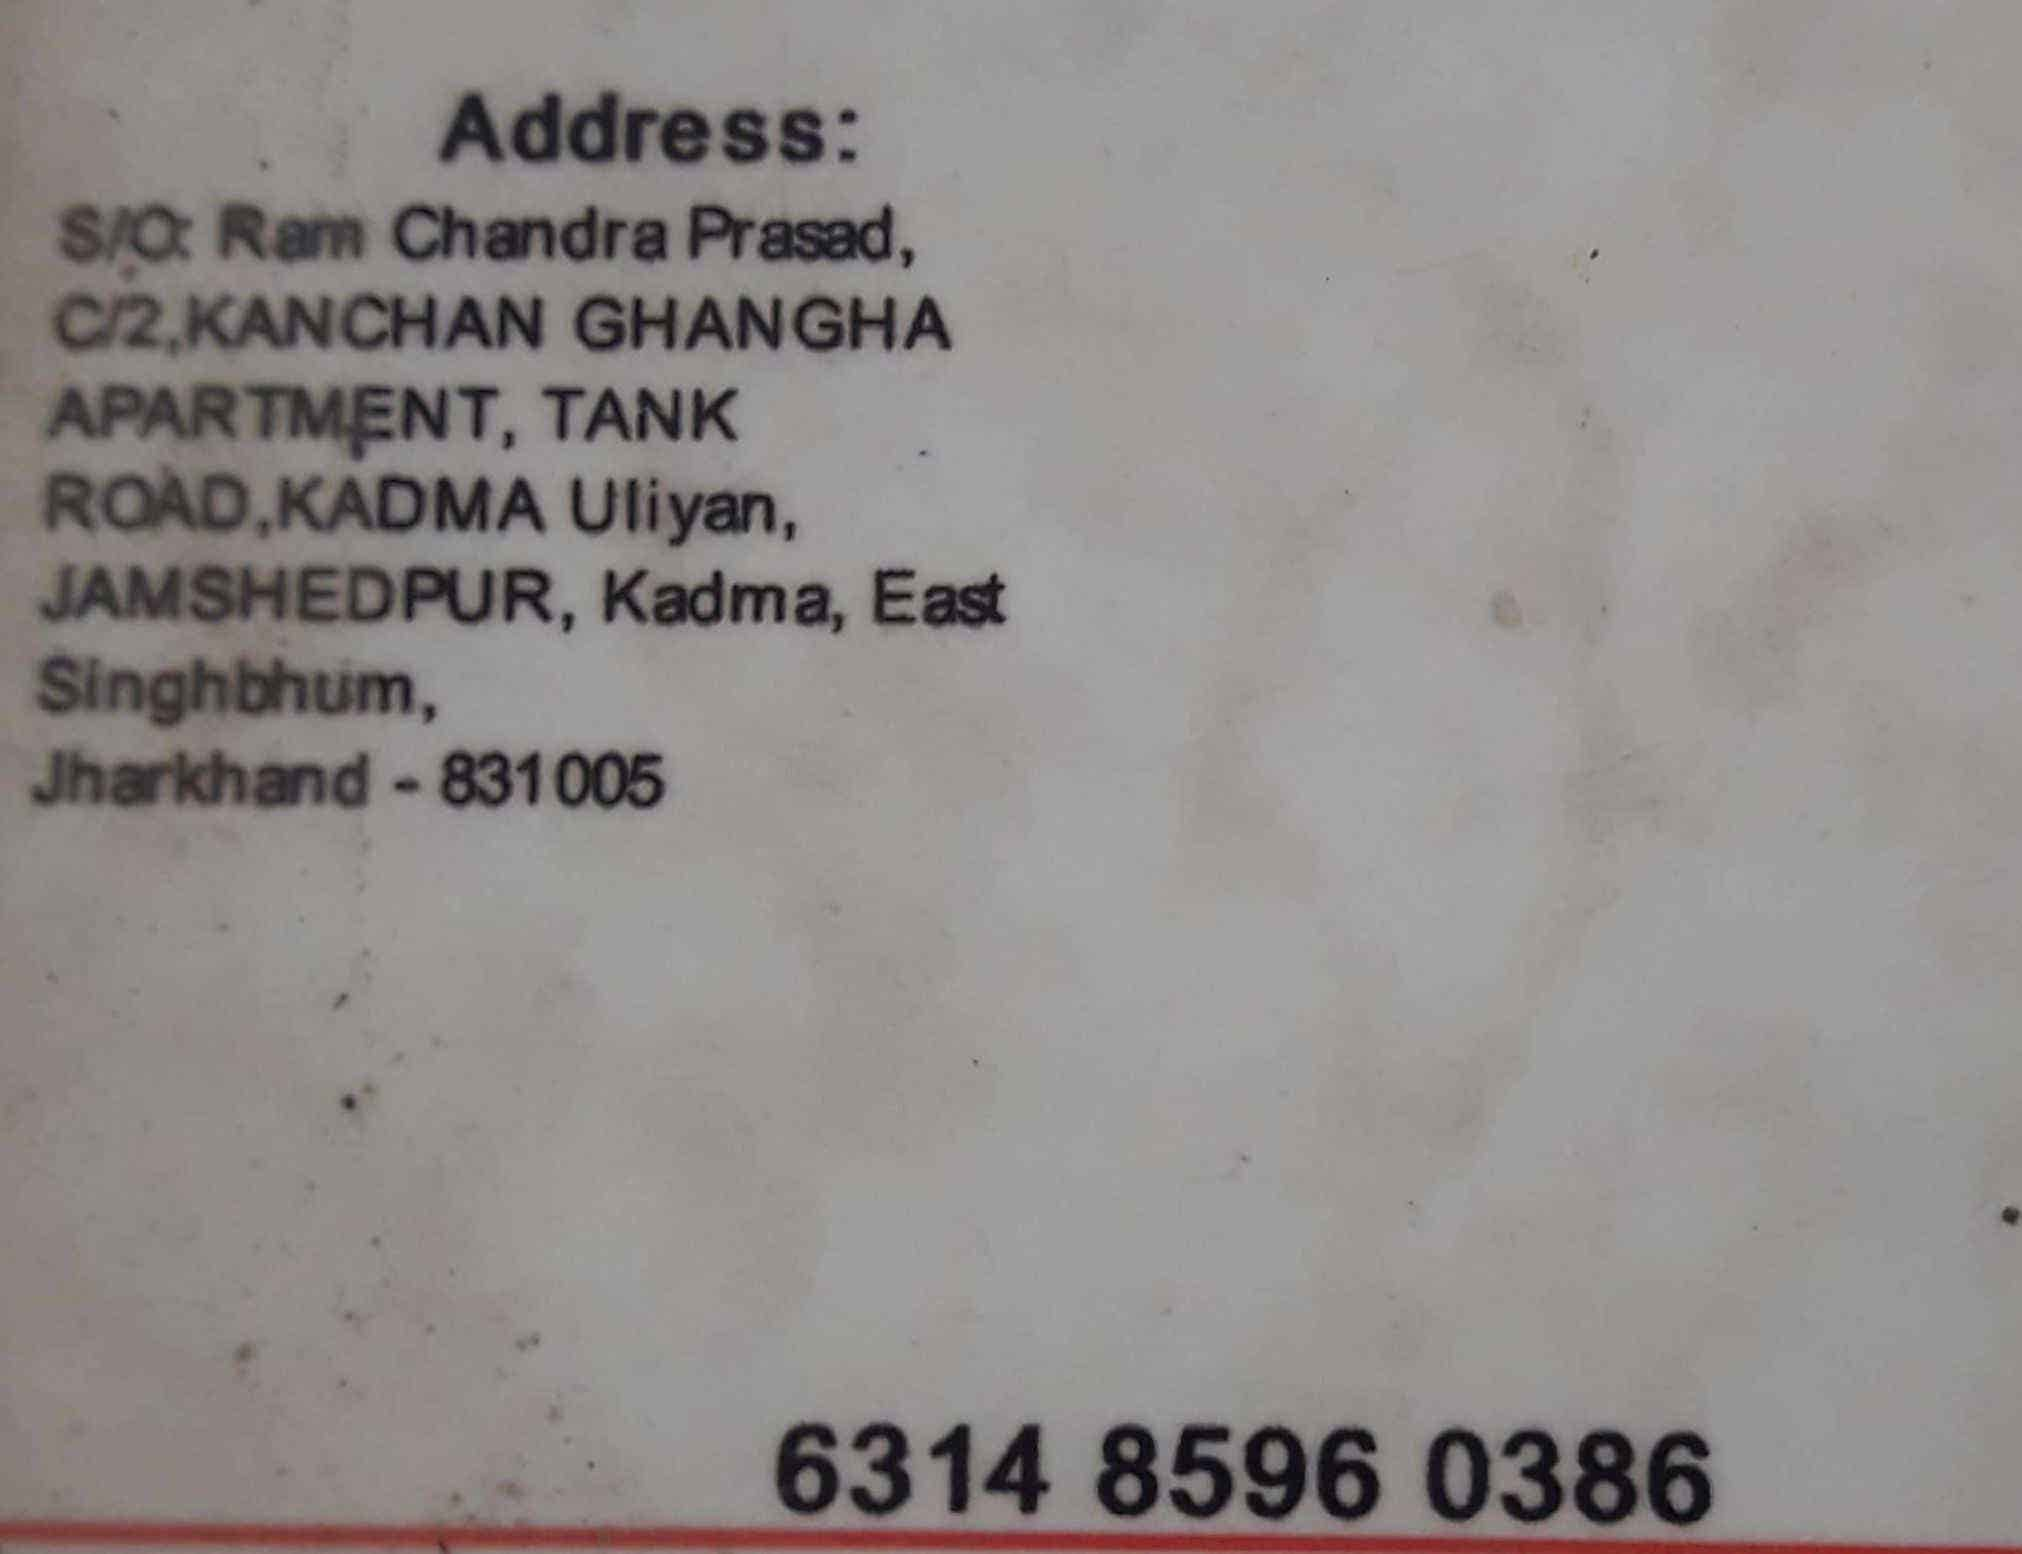 Address:
S/O: Ram Chandra Prasad,
C/2,KANCHAN GHANGHA
APARTMENT, TANK
ROAD,KADMA Uliyan,
JAMSHEDPUR, Kadma, East
Singhbhum,
Jharkhand - 831005
6314 8596 0386